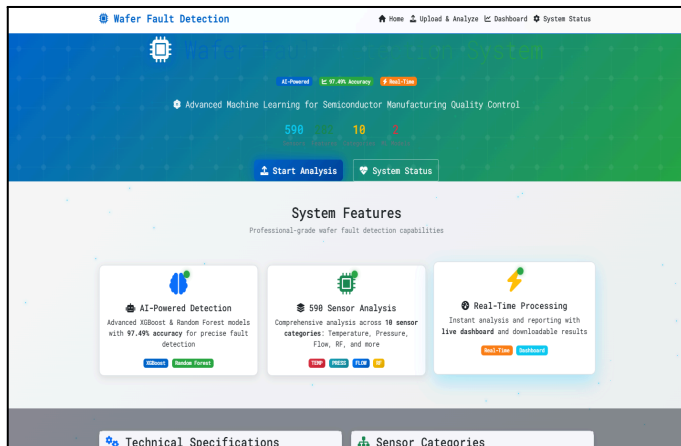 Wafer Fault Detection
Home Upload & Analyze Dashboard System Status
Wafer Fault Detection System
AI-Powered 97.49% Accuracy Real-Time
Advanced Machine Learning for Semiconductor Manufacturing Quality Control
590 10
Start Analysis System Status
System Features
Professional-grade wafer fault detection capabilities
AI-Powered Detection
Advanced XGBoost & Random Forest models
with 97.49% accuracy for precise fault
detection
XGBoost Random Forest
590 Sensor Analysis
Comprehensive analysis across 10 sensor
categories: Temperature, Pressure,
Flow, RF, and more
TEMP PRESS FLOW RF
Real-Time Processing
Instant analysis and reporting with
live dashboard and downloadable results
Real-Time Dashboard
Technical Specifications
Sensor Categories